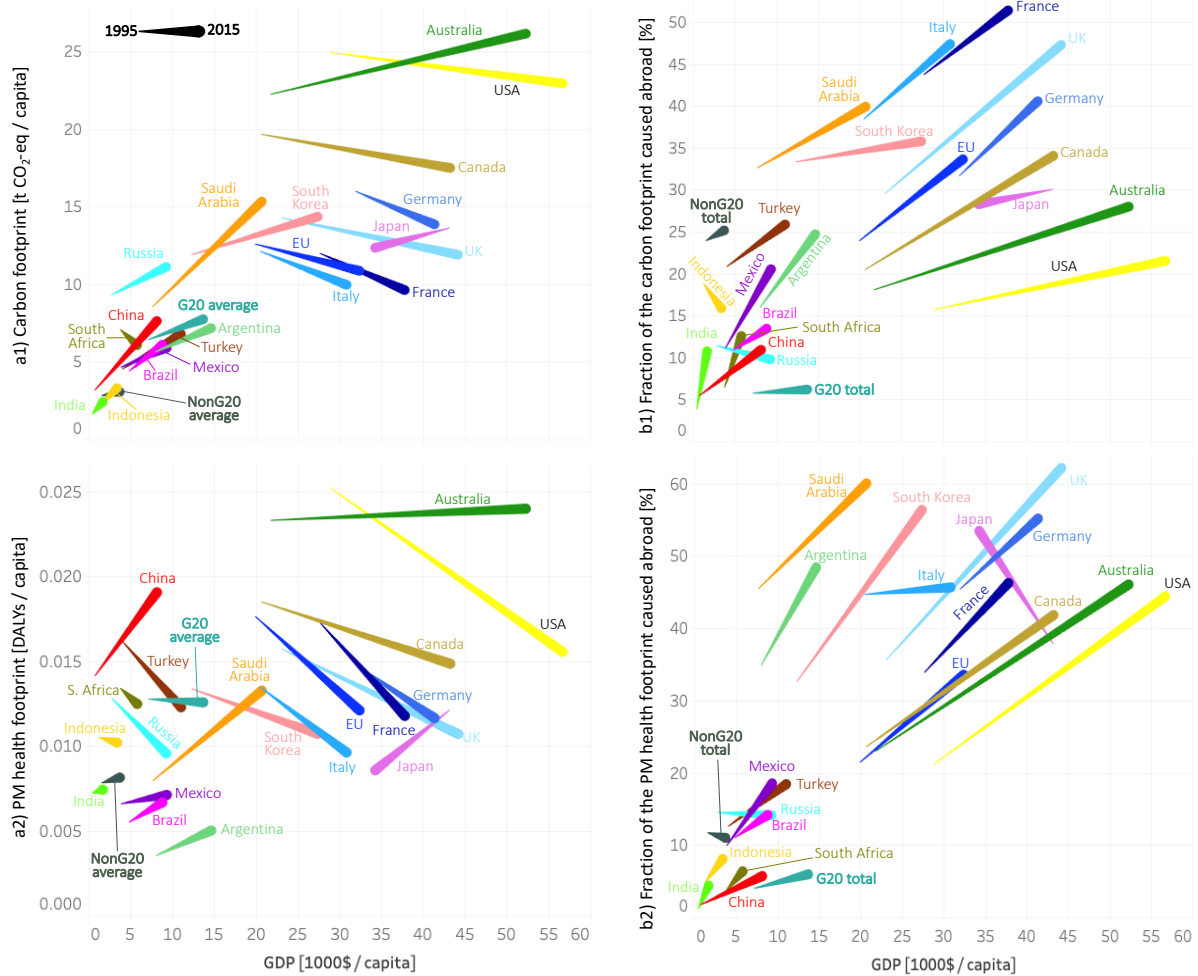 a1) Carbon footprint [t CO2-eq / capita]
1995
2015
25
20
15
10
5
0
Australia
USA
Canada
Saudi
Arabia
South
Korea
Germany
Japan
UK
EU
Italy
France
Russia
China
G20 average
South
Africa
Argentina
Turkey
Mexico
Brazil
NonG20
average
India
Indonesia
b1) Fraction of the carbon footprint caused abroad [%]
50
45
40
35
30
25
20
15
10
5
0
France
Italy
UK
Saudi
Arabia
Germany
South Korea
EU
Canada
Australia
Japan
NonG20
total
Turkey
Argentina
Mexico
Indonesia
USA
Brazil
South Africa
India
China
Russia
G20 total
a2) PM health footprint [DALYs / capita]
0.025
0.020
0.015
0.010
0.005
0.000
Australia
China
USA
G20
average
Turkey
Saudi
Arabia
Canada
S. Africa
Germany
Indonesia
Russia
South
Korea
EU
France
UK
Italy
Japan
India
Mexico
Brazil
Argentina
NonG20
average
0 5 10 15 20 25 30 35 40 45 50 55 60
GDP [1000$ / capita]
b2) Fraction of the PM health footprint caused abroad [%]
60
50
40
30
20
10
0
UK
Saudi
Arabia
South Korea
Japan
Germany
Argentina
Italy
Australia
USA
France
Canada
EU
NonG20
total
Mexico
Turkey
Russia
Brazil
Indonesia
South Africa
India
G20 total
China
0 5 10 15 20 25 30 35 40 45 50 55 60
GDP [1000$ / capita]